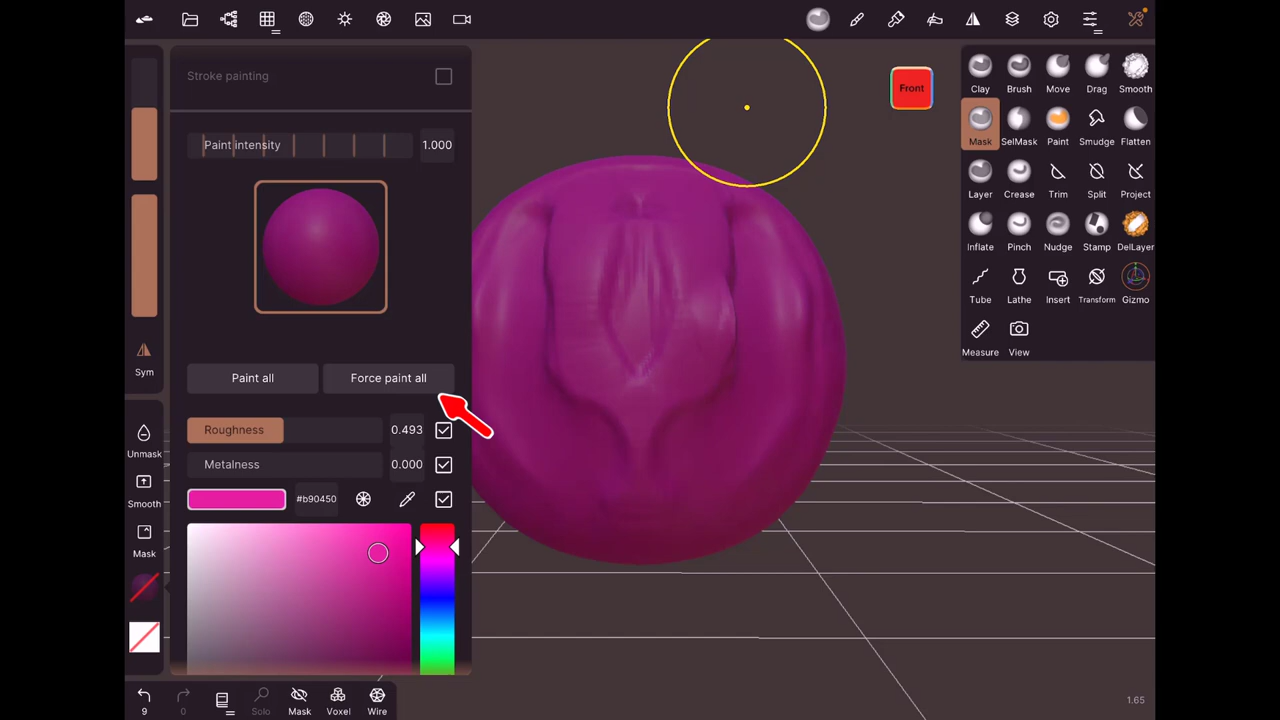 Stroke painting
Paint intensity 1.000
Paint all Force paint all
Roughness 0.493
Metalness 0.000
#b90450
Sym
Unmask
Smooth
Mask
9 0 Solo Mask Voxel Wire
Front
Clay Brush Move Drag Smooth
Mask SelMask Paint Smudge Flatten
Layer Crease Trim Split Project
Inflate Pinch Nudge Stamp DelLayer
Tube Lathe Insert Transform Gizmo
Measure View
1.65